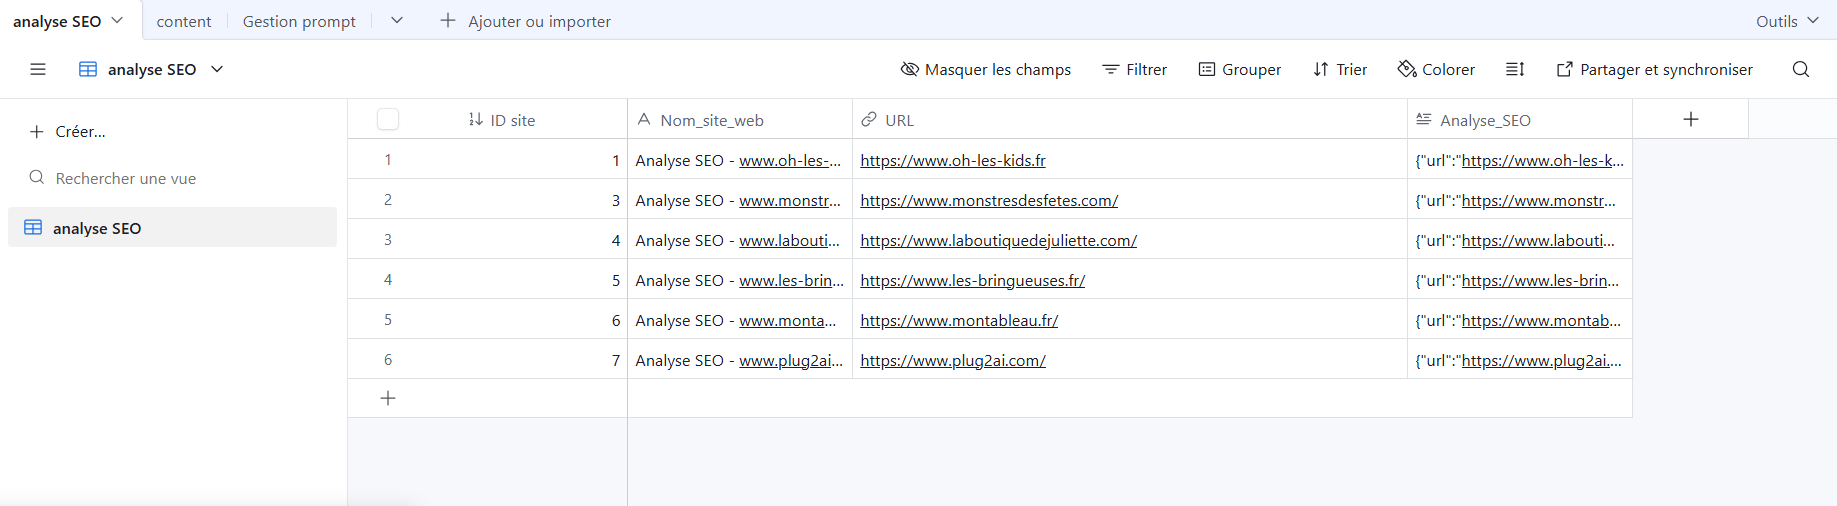 analyse SEO content Gestion prompt Ajouter ou importer Outils
analyse SEO Masquer les champs Filtrer Grouper Trier Colorer Partager et synchroniser
Créer...
Rechercher une vue
analyse SEO
ID site Nom_site_web URL Analyse_SEO
1 1 Analyse SEO - www.oh-les-... https://www.oh-les-kids.fr {"url":"https://www.oh-les-k...
2 3 Analyse SEO - www.monstr... https://www.monstresdesfetes.com/ {"url":"https://www.monstr...
3 4 Analyse SEO - www.labouti... https://www.laboutiquedejuliette.com/ {"url":"https://www.labouti...
4 5 Analyse SEO - www.les-brin... https://www.les-bringueuses.fr/ {"url":"https://www.les-brin...
5 6 Analyse SEO - www.monta... https://www.montableau.fr/ {"url":"https://www.montab...
6 7 Analyse SEO - www.plug2ai... https://www.plug2ai.com/ {"url":"https://www.plug2ai....